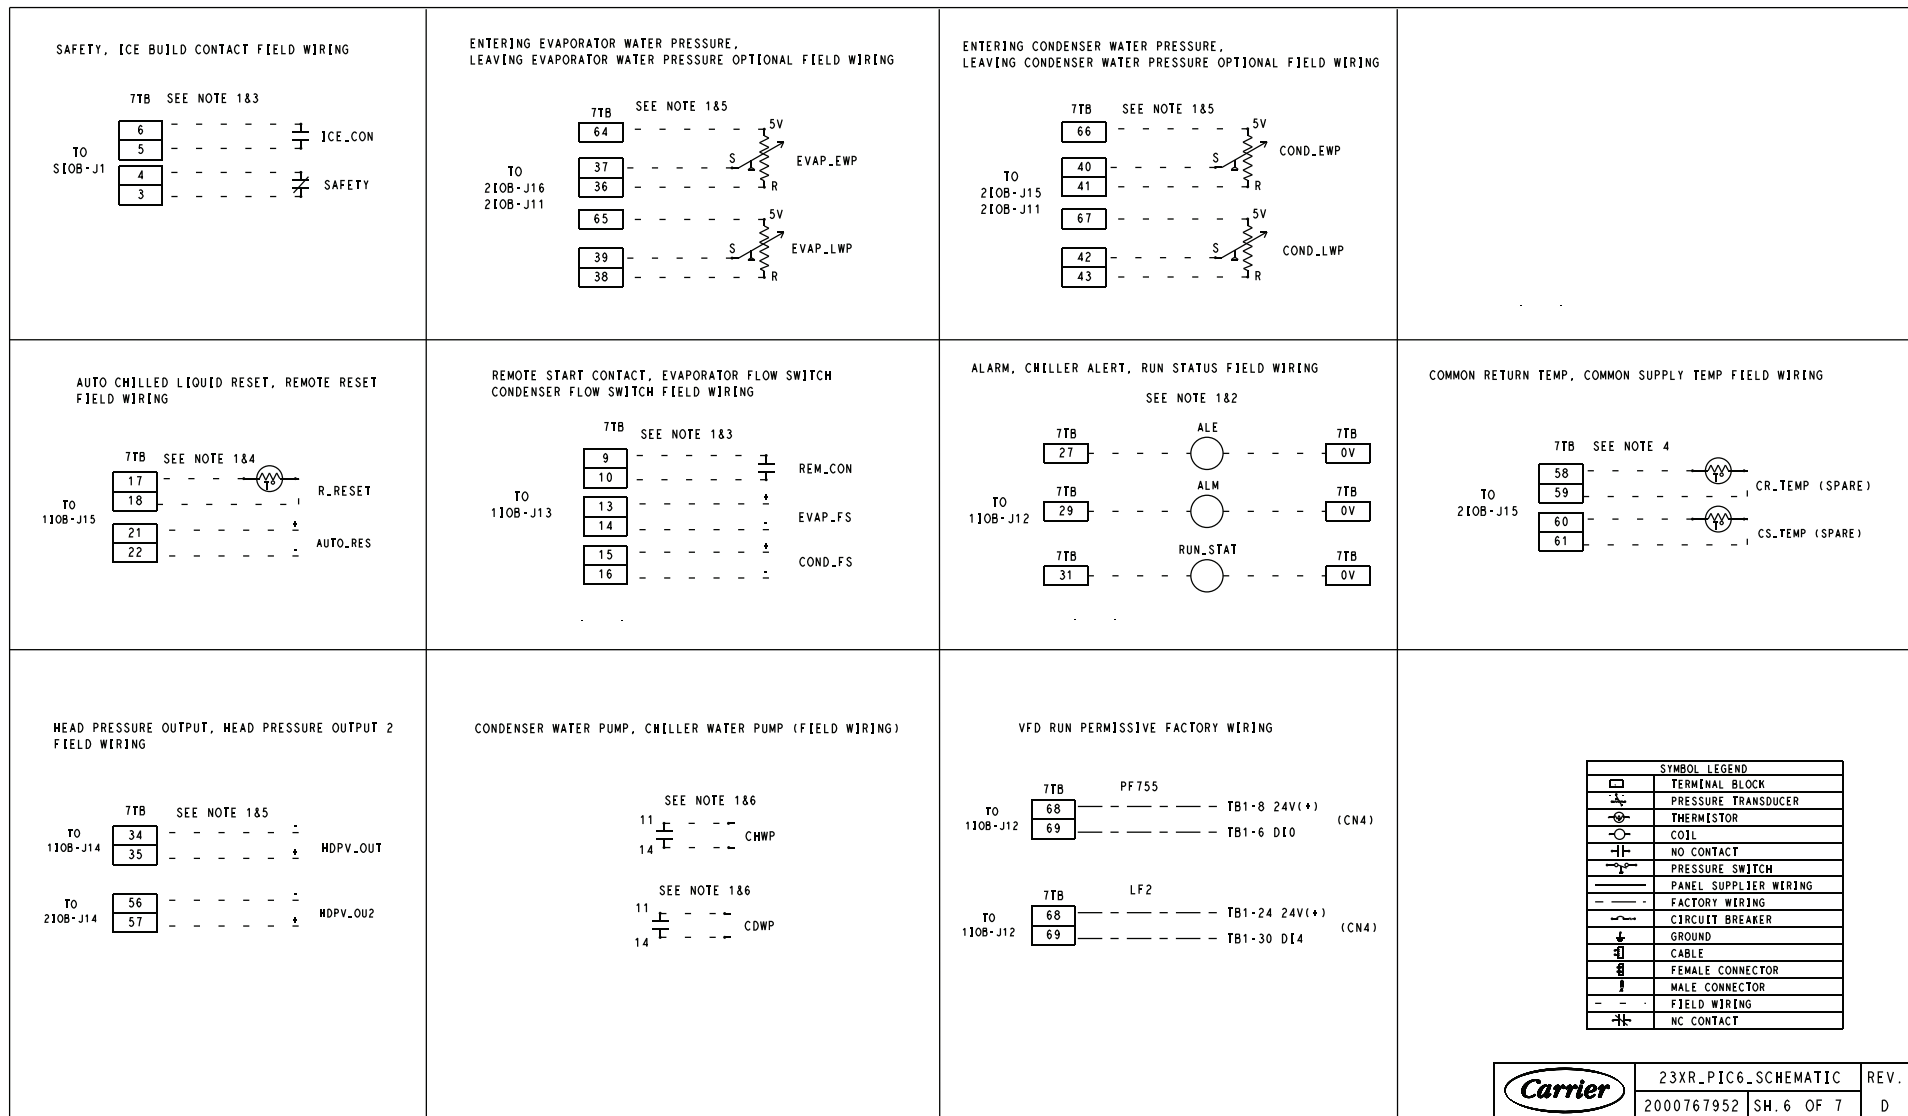 SAFETY, ICE BUILD CONTACT FIELD WIRING
7TB SEE NOTE 1&3
6
5
4
3
TO
SIOB-J1
ICE_CON
SAFETY
ENTERING EVAPORATOR WATER PRESSURE,
LEAVING EVAPORATOR WATER PRESSURE OPTIONAL FIELD WIRING
7TB SEE NOTE 1&5
64
37
36
65
39
38
TO
2IOB-J16
2IOB-J11
5V
S
R
EVAP_EWP
5V
S
R
EVAP_LWP
ENTERING CONDENSER WATER PRESSURE,
LEAVING CONDENSER WATER PRESSURE OPTIONAL FIELD WIRING
7TB SEE NOTE 1&5
66
40
41
67
42
43
TO
2IOB-J15
2IOB-J11
5V
S
R
COND_EWP
5V
S
R
COND_LWP
AUTO CHILLED LIQUID RESET, REMOTE RESET
FIELD WIRING
7TB SEE NOTE 1&4
17
18
21
22
TO
1IOB-J15
R_RESET
+
AUTO_RES
-
REMOTE START CONTACT, EVAPORATOR FLOW SWITCH
CONDENSER FLOW SWITCH FIELD WIRING
7TB SEE NOTE 1&3
9
10
13
14
15
16
TO
1IOB-J13
REM_CON
+
EVAP_FS
-
+
COND_FS
-
ALARM, CHILLER ALERT, RUN STATUS FIELD WIRING
SEE NOTE 1&2
7TB ALE 7TB
27 0V
TO
1IOB-J12
7TB ALM 7TB
29 0V
7TB RUN_STAT 7TB
31 0V
COMMON RETURN TEMP, COMMON SUPPLY TEMP FIELD WIRING
7TB SEE NOTE 4
58
59
60
61
TO
2IOB-J15
CR_TEMP (SPARE)
CS_TEMP (SPARE)
HEAD PRESSURE OUTPUT, HEAD PRESSURE OUTPUT 2
FIELD WIRING
7TB SEE NOTE 1&5
TO
1IOB-J14
34
35
-
+
HDPV_OUT
TO
2IOB-J14
56
57
-
+
HDPV_OU2
CONDENSER WATER PUMP, CHILLER WATER PUMP (FIELD WIRING)
SEE NOTE 1&6
11
14
CHWP
SEE NOTE 1&6
11
14
CDWP
VFD RUN PERMISSIVE FACTORY WIRING
7TB PF755
TO
1IOB-J12
68 TB1-8 24V(+)
69 TB1-6 DI0
(CN4)
7TB LF2
TO
1IOB-J12
68 TB1-24 24V(+)
69 TB1-30 DI4
(CN4)
SYMBOL LEGEND
TERMINAL BLOCK
PRESSURE TRANSDUCER
THERMISTOR
COIL
NO CONTACT
PRESSURE SWITCH
PANEL SUPPLIER WIRING
FACTORY WIRING
CIRCUIT BREAKER
GROUND
CABLE
FEMALE CONNECTOR
MALE CONNECTOR
FIELD WIRING
NC CONTACT
Carrier
23XR_PIC6_SCHEMATIC REV.
2000767952 SH.6 OF 7 D